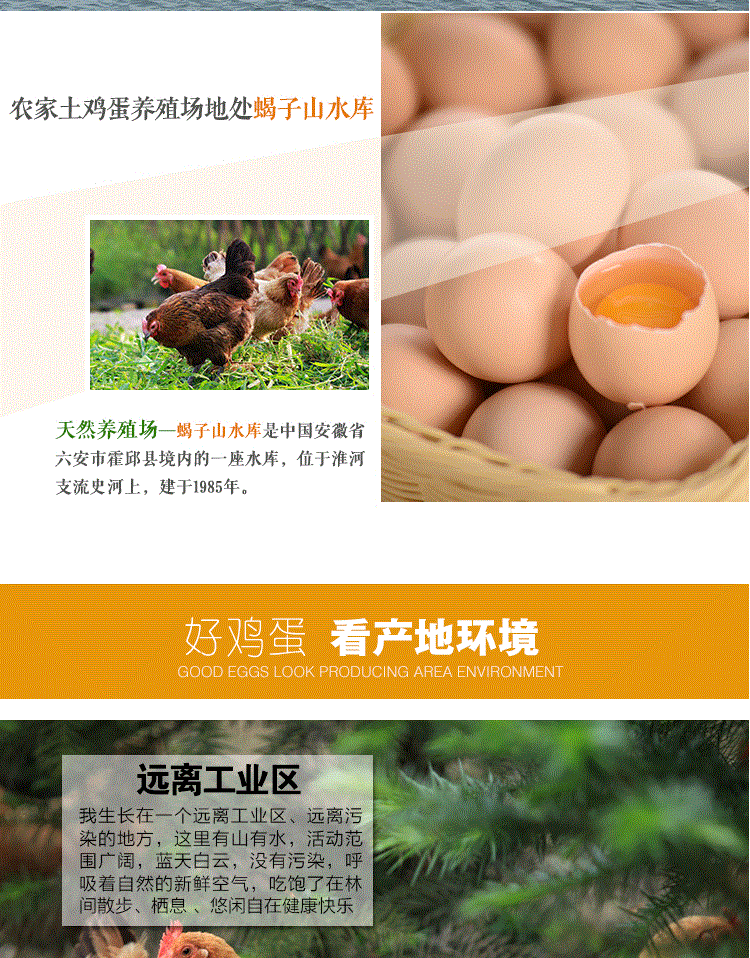 农家土鸡蛋养殖场地处蝎子山水库
天然养殖场—蝎子山水库是中国安徽省
六安市霍邱县境内的一座水库，位于淮河
支流史河上，建于1985年。
好鸡蛋 看产地环境
GOOD EGGS LOOK PRODUCING AREA ENVIRONMENT
远离工业区
我生长在一个远离工业区、远离污
染的地方，这里有山有水，活动范
围广阔，蓝天白云，没有污染，呼
吸着自然的新鲜空气，吃饱了在林
间散步、栖息 、悠闲自在健康快乐